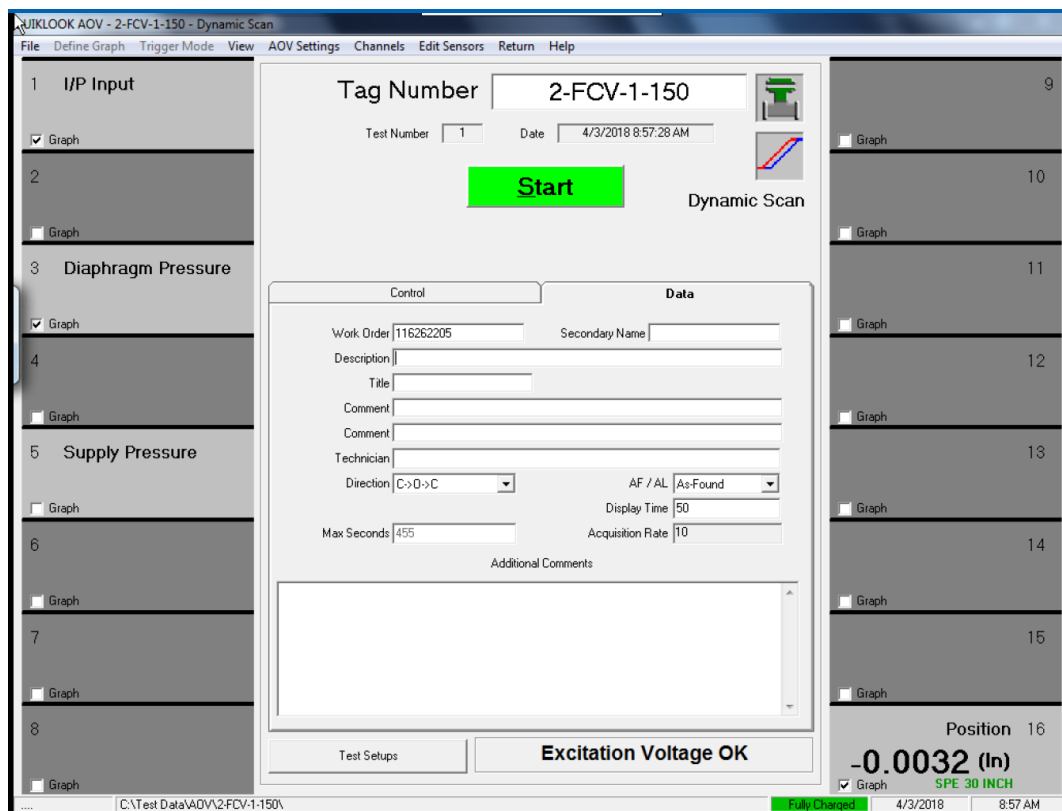 UIKLOOK AOV - 2-FCV-1-150 - Dynamic Scan
File Define Graph Trigger Mode View AOV Settings Channels Edit Sensors Return Help
1 I/P Input
Graph
2
Graph
3 Diaphragm Pressure
Graph
4
Graph
5 Supply Pressure
Graph
6
Graph
7
Graph
8
Graph
Tag Number 2-FCV-1-150
Test Number 1 Date 4/3/2018 8:57:28 AM
Start
Dynamic Scan
Control Data
Work Order 116262205 Secondary Name
Description
Title
Comment
Comment
Technician
Direction C->O->C AF / AL As-Found
Display Time 50
Max Seconds 455 Acquisition Rate 10
Additional Comments
Test Setups Excitation Voltage OK
9
Graph
10
Graph
11
Graph
12
Graph
13
Graph
14
Graph
15
Graph
Position 16
-0.0032 (In)
Graph SPE 30 INCH
.... C:\Test Data\AOV\2-FCV-1-150\ Fully Charged 4/3/2018 8:57 AM